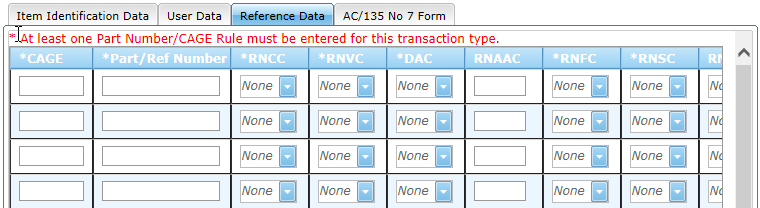 Item Identification Data User Data Reference Data AC/135 No 7 Form
* At least one Part Number/CAGE Rule must be entered for this transaction type.
*CAGE *Part/Ref Number *RNCC *RNVC *DAC RNAAC *RNFC *RNSC RN
None None None None None
None None None None None
None None None None None
None None None None None